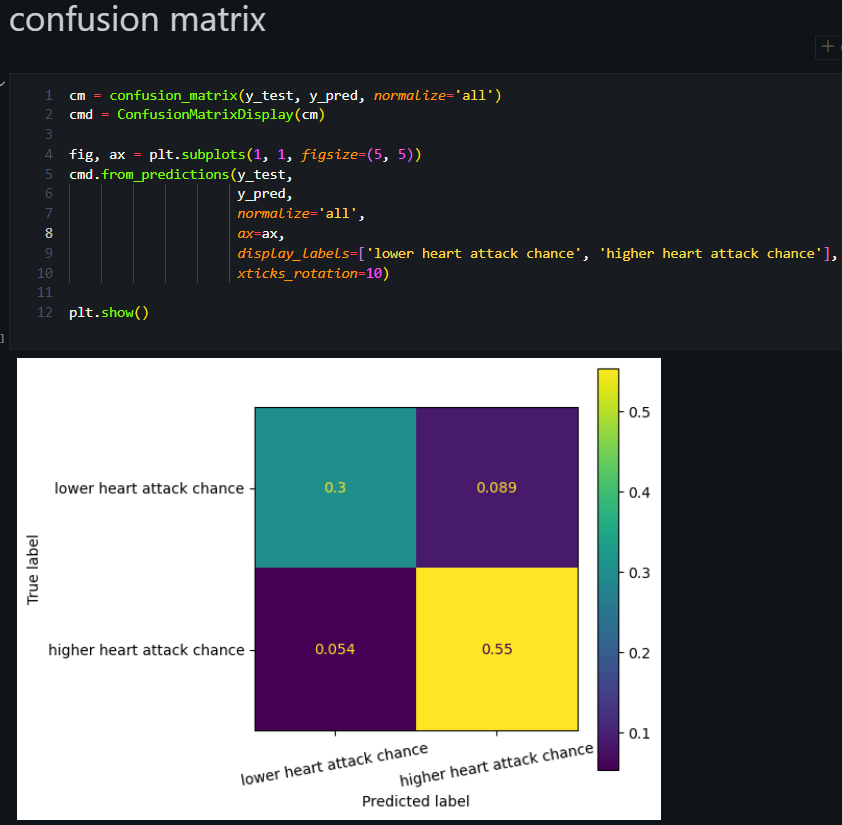 confusion matrix
1 cm = confusion_matrix(y_test, y_pred, normalize='all')
2 cmd = ConfusionMatrixDisplay(cm)
3
4 fig, ax = plt.subplots(1, 1, figsize=(5, 5))
5 cmd.from_predictions(y_test,
6 y_pred,
7 normalize='all',
8 ax=ax,
9 display_labels=['lower heart attack chance', 'higher heart attack chance'],
10 xticks_rotation=10)
11
12 plt.show()
True label
lower heart attack chance
0.3
0.089
higher heart attack chance
0.054
0.55
lower heart attack chance
higher heart attack chance
Predicted label
0.5
0.4
0.3
0.2
0.1